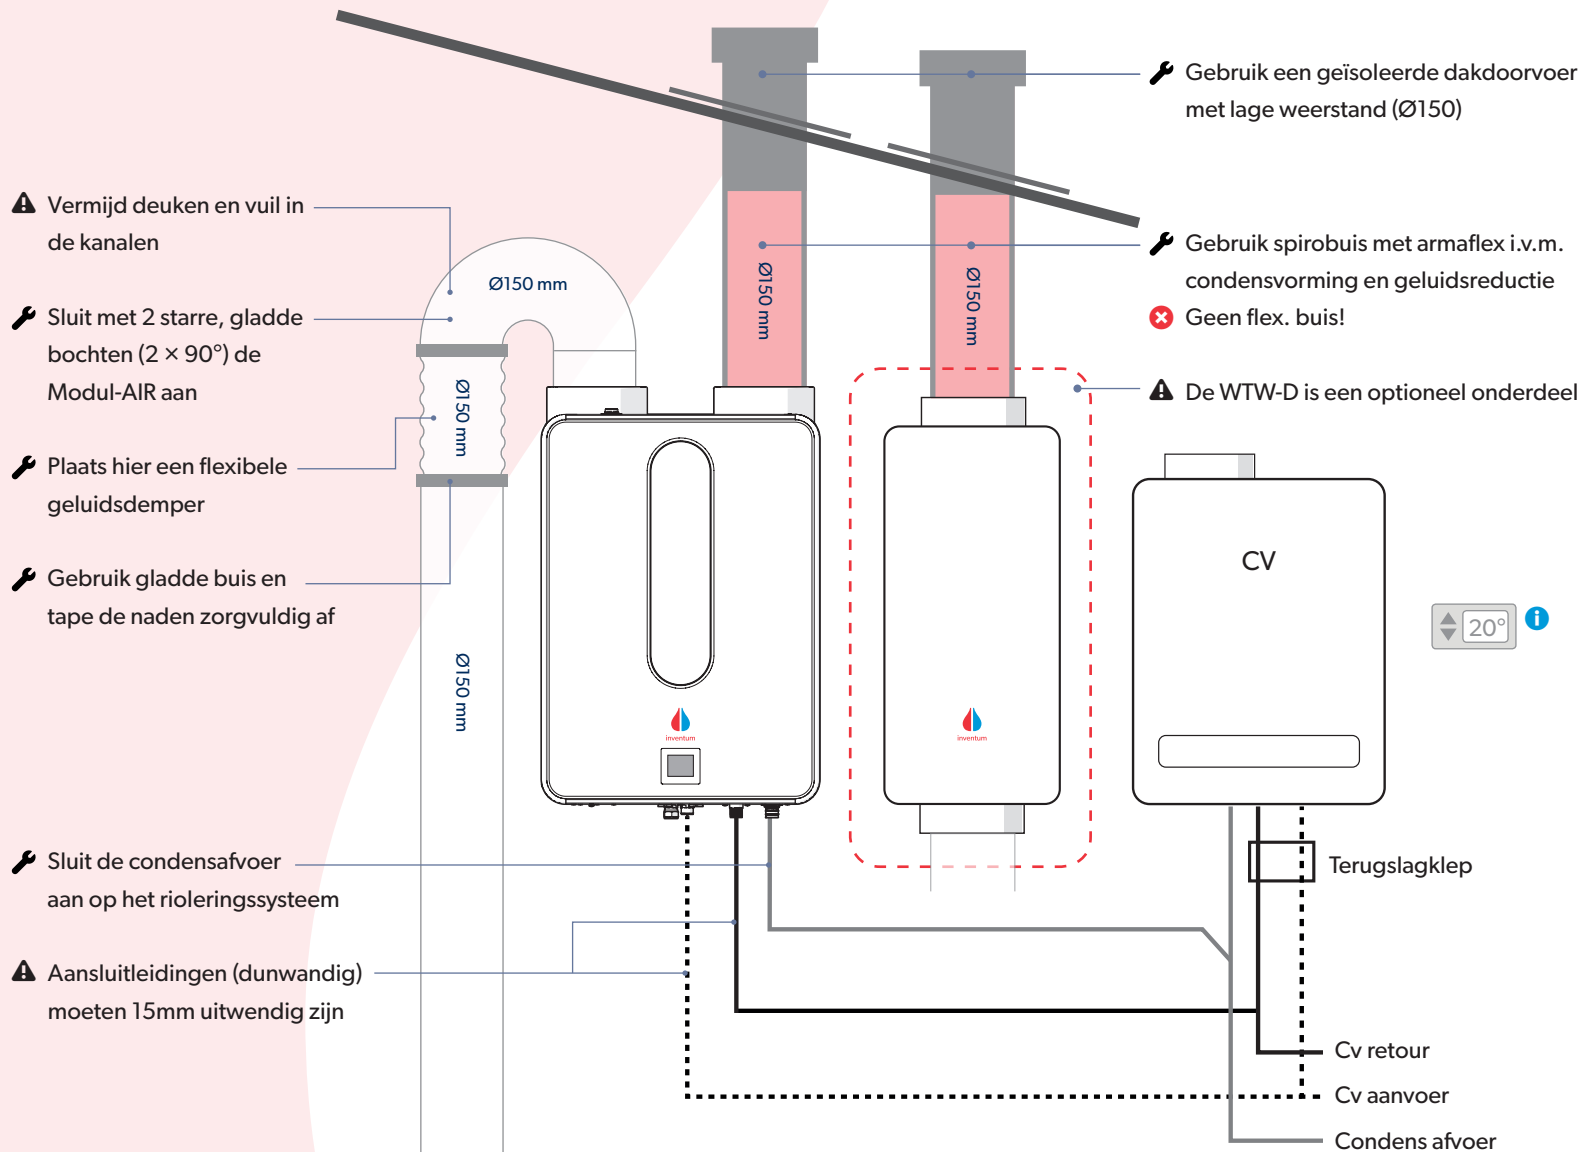 Gebruik een geïsoleerde dakdoorvoer
met lage weerstand (Ø150)
Vermijd deuken en vuil in
de kanalen
Gebruik spirobuis met armaflex i.v.m.
condensvorming en geluidsreductie
Geen flex. buis!
Ø150 mm
Ø150 mm
Ø150 mm
Sluit met 2 starre, gladde
bochten (2 × 90°) de
Modul-AIR aan
De WTW-D is een optioneel onderdeel
Ø150 mm
Plaats hier een flexibele
geluidsdemper
CV
Gebruik gladde buis en
tape de naden zorgvuldig af
20°
i
Ø150 mm
inventum
inventum
Sluit de condensafvoer
aan op het rioleringssysteem
Terugslagklep
Aansluitleidingen (dunwandig)
moeten 15mm uitwendig zijn
Cv retour
Cv aanvoer
Condens afvoer